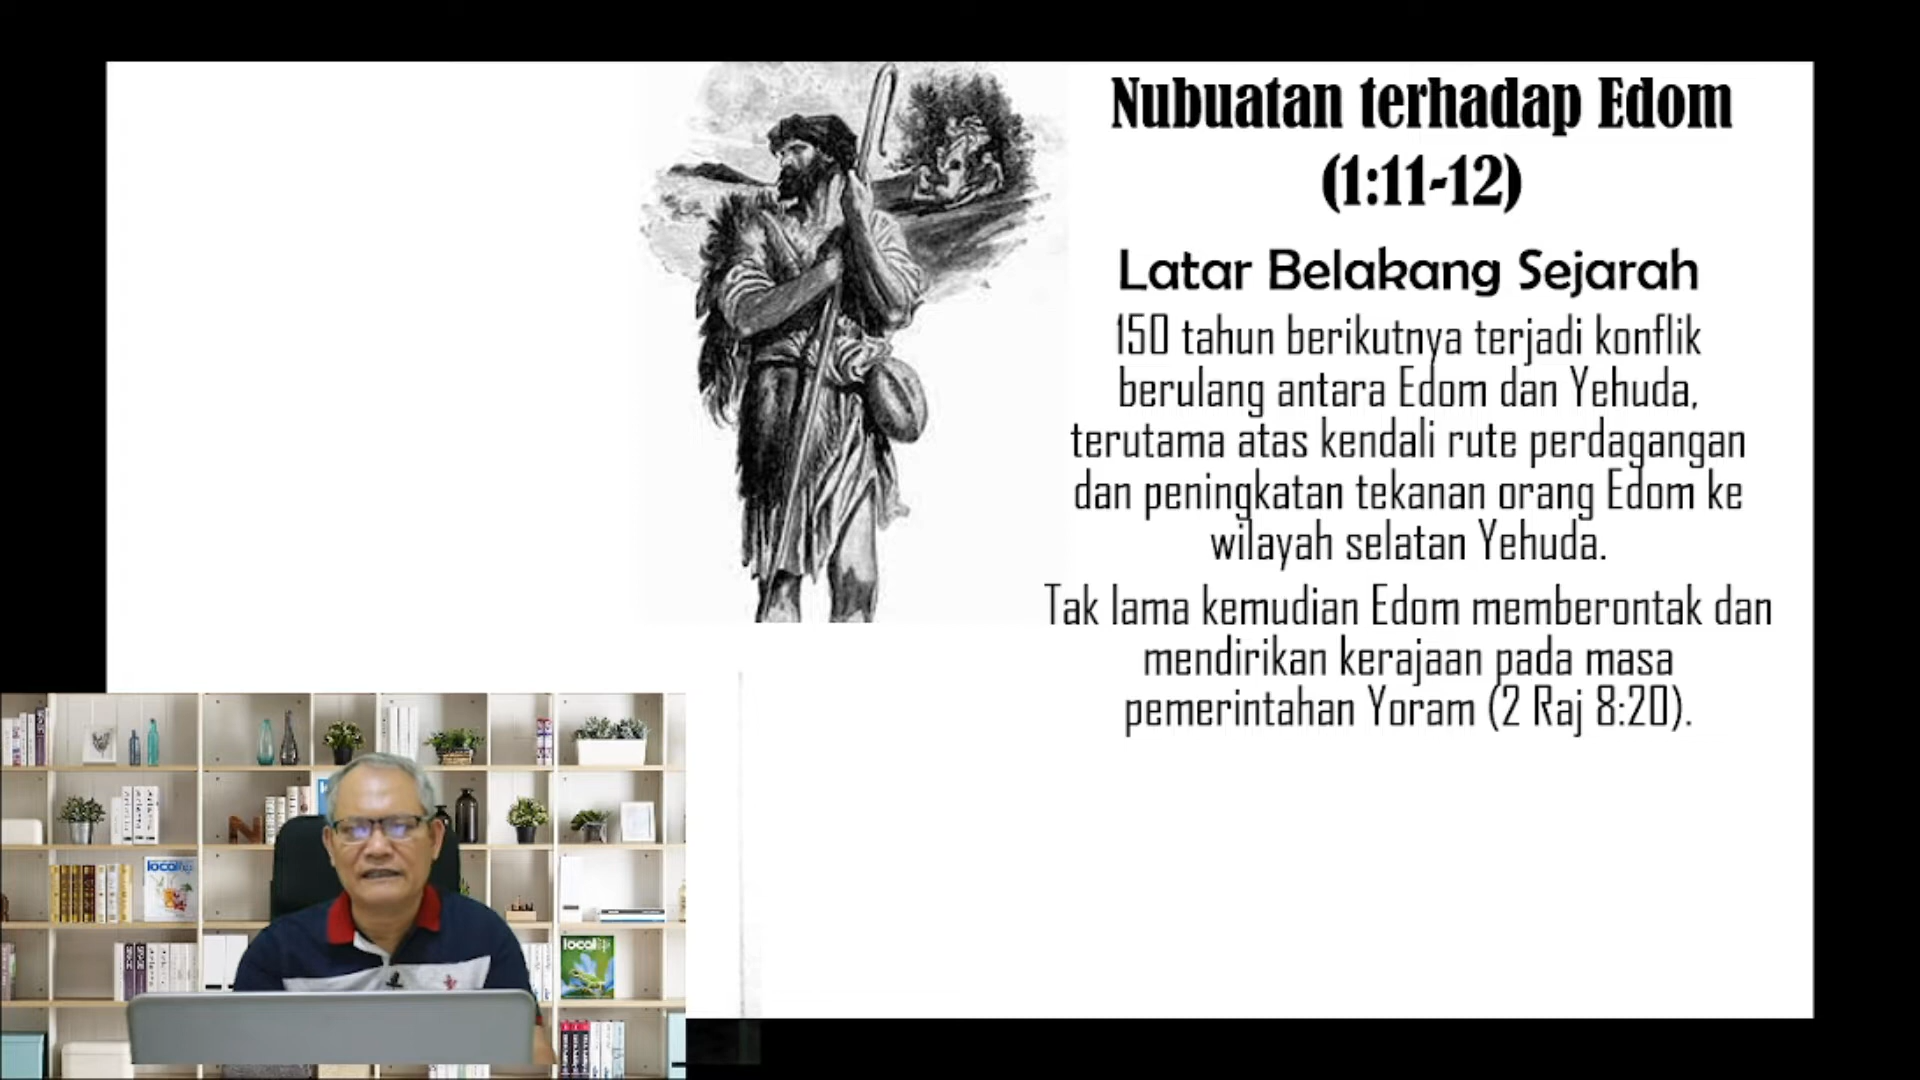 Nubuatan terhadap Edom
(1:11-12)
Latar Belakang Sejarah
150 tahun berikutnya terjadi konflik
berulang antara Edom dan Yehuda,
terutama atas kendali rute perdagangan
dan peningkatan tekanan orang Edom ke
wilayah selatan Yehuda.
Tak lama kemudian Edom memberontak dan
mendirikan kerajaan pada masa
pemerintahan Yoram (2 Raj 8:20).
local
local
N